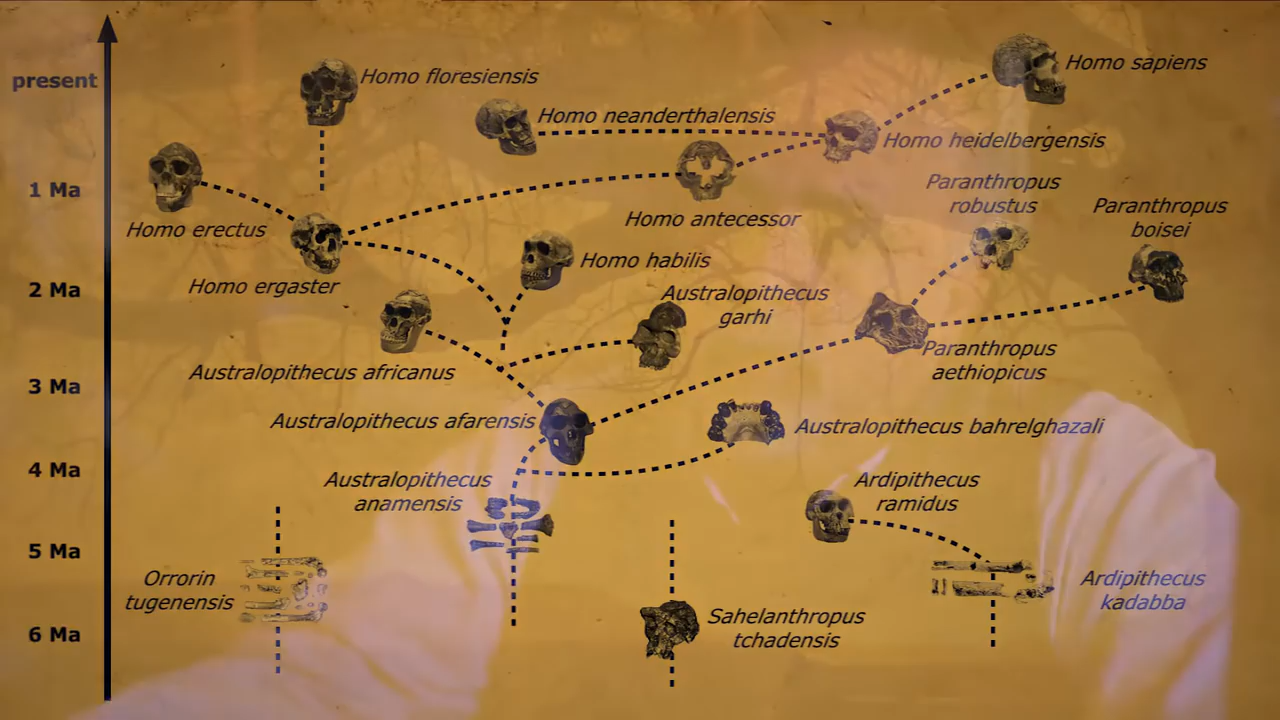 present
1 Ma
2 Ma
3 Ma
4 Ma
5 Ma
6 Ma
Homo floresiensis
Homo sapiens
Homo neanderthalensis
Homo heidelbergensis
Paranthropus
robustus
Paranthropus
boisei
Homo antecessor
Homo erectus
Homo habilis
Homo ergaster
Australopithecus
garhi
Paranthropus
aethiopicus
Australopithecus africanus
Australopithecus afarensis
Australopithecus bahrelghazali
Australopithecus
anamensis
Ardipithecus
ramidus
Orrorin
tugenensis
Ardipithecus
kadabba
Sahelanthropus
tchadensis